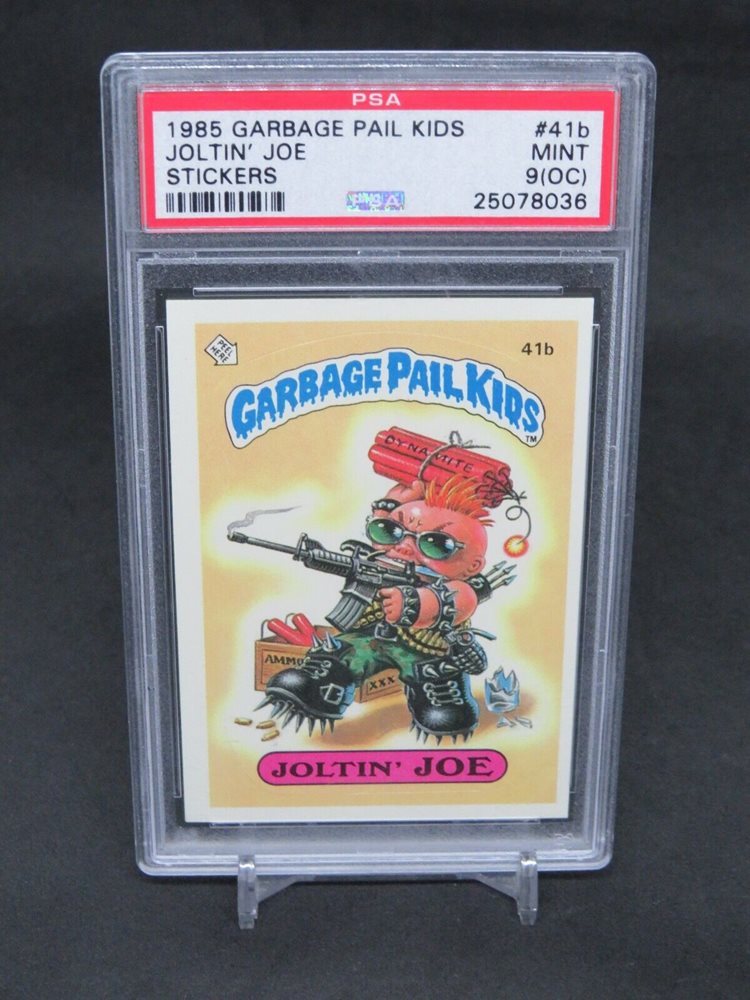 PSA
1985 GARBAGE PAIL KIDS #41b
JOLTIN' JOE MINT
STICKERS 9(OC)
25078036
PEEL
HERE
41b
GARBAGE PAIL KIDS
TM
DYNAMITE
AMMO
XXX
JOLTIN' JOE